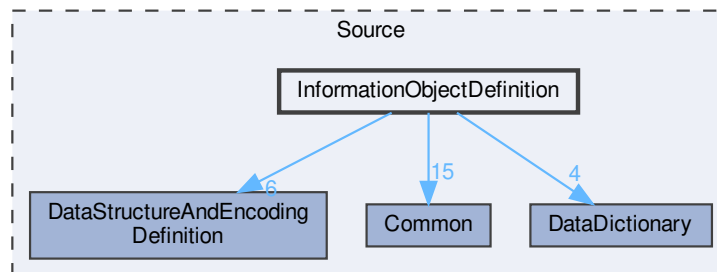 Source
InformationObjectDefinition
6
15
4
DataStructureAndEncoding
Definition
Common
DataDictionary